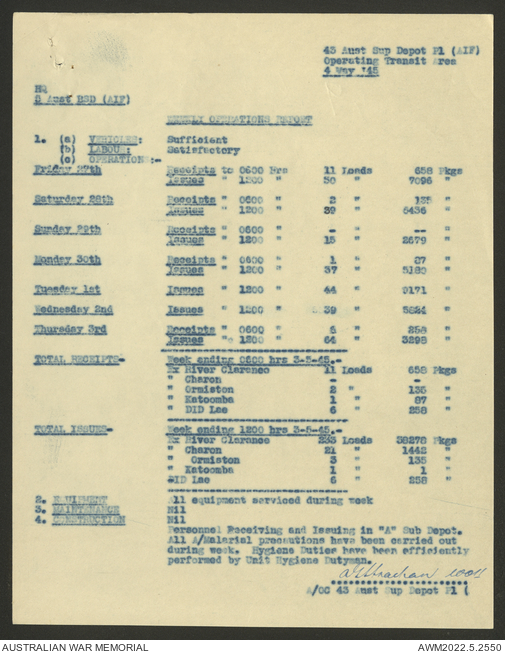 43 Aust Sup Depot Pl (AIF)
Operating Transit Area
4 May '45
HQ
2 Aust BSD (AIF)
WEEKLY OPERATIONS REPORT
1. (a) VEHICLES: Sufficient
(b) LABOUR: Satisfactory
(c) OPERATIONS:-
Friday 27th Receipts to 0600 Hrs 11 Loads 658 Pkgs
Issues " 1200 " 50 " 7096 "
Saturday 28th Receipts " 0600 " 2 " 135 "
Issues " 1200 " 39 " 5436 "
Sunday 29th Receipts " 0600 " - " -- "
Issues " 1200 " 15 " 2679 "
Monday 30th Receipts " 0600 " 1 " 87 "
Issues " 1200 " 37 " 5180 "
Tuesday 1st Issues " 1200 " 44 " 9171 "
Wednesday 2nd Issues " 1200 " 39 " "
Thursday 3rd Receipts " 0600 " 6 " 258 "
Issues " 1200 " 64 " 3298 "
TOTAL RECEIPTS- Week ending 0600 hrs 3-5-45.-
Ex River Clarence 11 Loads 658 Pkgs
" Charon - " - "
" Ormiston 2 " 135 "
" Katoomba 1 " 87 "
" DID Lae 6 " 258 "
TOTAL ISSUES- Week ending 1200 hrs 3-5-45.-
Ex River Clarence Loads Pkgs
" Charon 21 " 1442 "
" Ormiston 3 " 135 "
" Katoomba 1 " 1 "
DID Lae 6 " 258 "
2. EQUIPMENT All equipment serviced during week
3. MAINTENANCE Nil
4. CONSTRUCTION Nil
Personnel Receiving and Issuing in "A" Sub Depot.
All A/Malarial precautions have been carried out
during week. Hygiene Duties have been efficiently
performed by Unit Hygiene Dutyman.
A/OC 43 Aust Sup Depot Pl (
AUSTRALIAN WAR MEMORIAL
AWM2022.5.2550